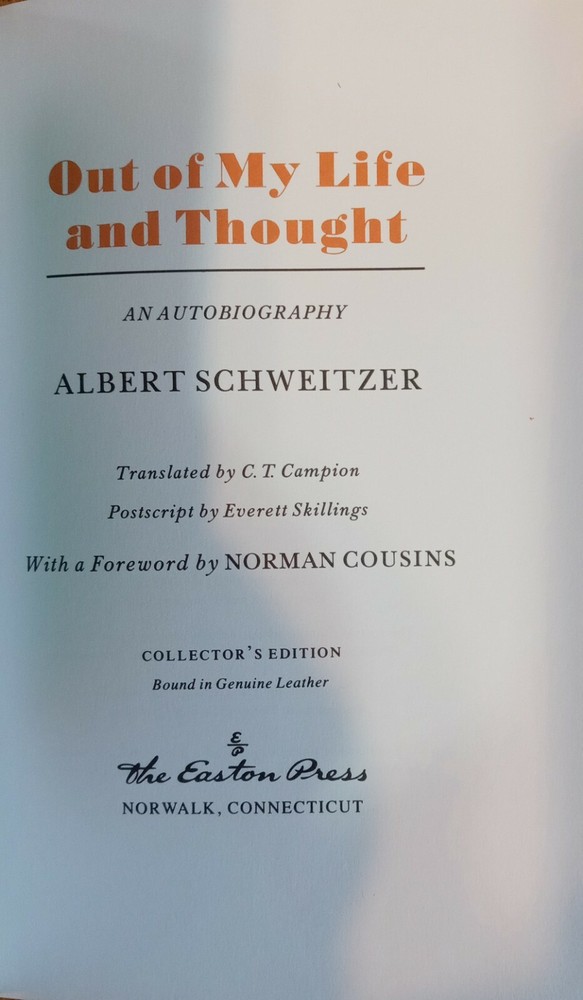 Out of My Life
and Thought
AN AUTOBIOGRAPHY
ALBERT SCHWEITZER
Translated by C. T. Campion
Postscript by Everett Skillings
With a Foreword by NORMAN COUSINS
COLLECTOR'S EDITION
Bound in Genuine Leather
The Easton Press
NORWALK, CONNECTICUT